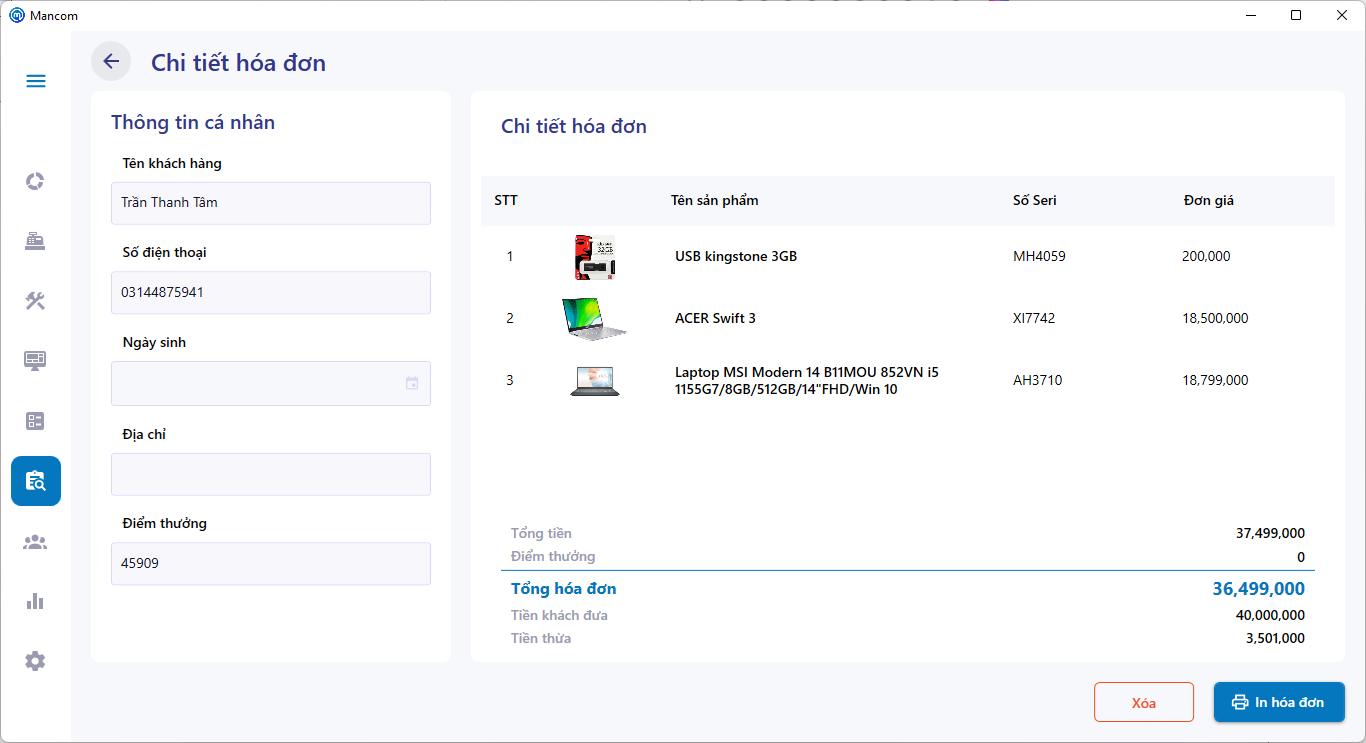 Mancom
Chi tiết hóa đơn
Thông tin cá nhân
Tên khách hàng
Trần Thanh Tâm
Số điện thoại
03144875941
Ngày sinh
Địa chỉ
Điểm thưởng
45909
Chi tiết hóa đơn
STT Tên sản phẩm Số Seri Đơn giá
1 USB kingstone 3GB MH4059 200,000
32GB
2 ACER Swift 3 XI7742 18,500,000
3 Laptop MSI Modern 14 B11MOU 852VN i5 AH3710 18,799,000
1155G7/8GB/512GB/14"FHD/Win 10
Tổng tiền 37,499,000
Điểm thưởng 0
Tổng hóa đơn 36,499,000
Tiền khách đưa 40,000,000
Tiền thừa 3,501,000
Xóa
In hóa đơn